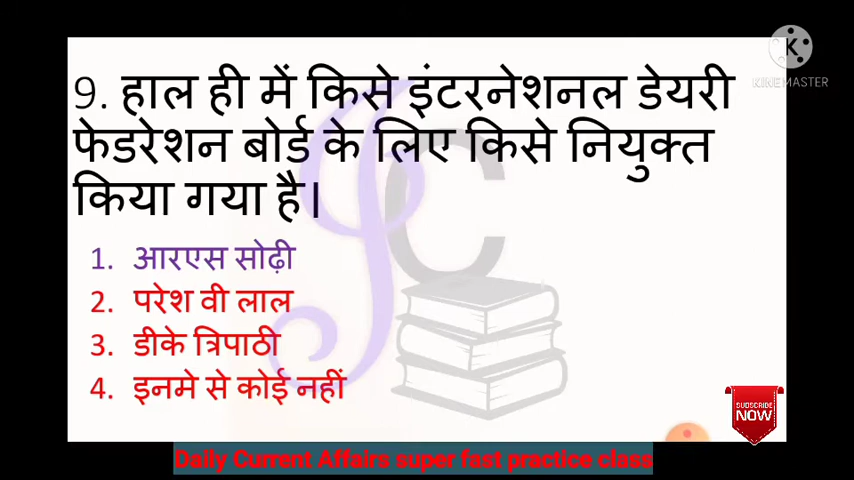 9. हाल ही में किसे इंटरनेशनल डेयरी
फेडरेशन बोर्ड के लिए किसे नियुक्त
किया गया है।
1. आरएस सोढ़ी
2. परेश वी लाल
3. डीके त्रिपाठी
4. इनमे से कोई नहीं
K
KINEMASTER
SUBSCRIBE
NOW
Daily Current Affairs super fast practice class